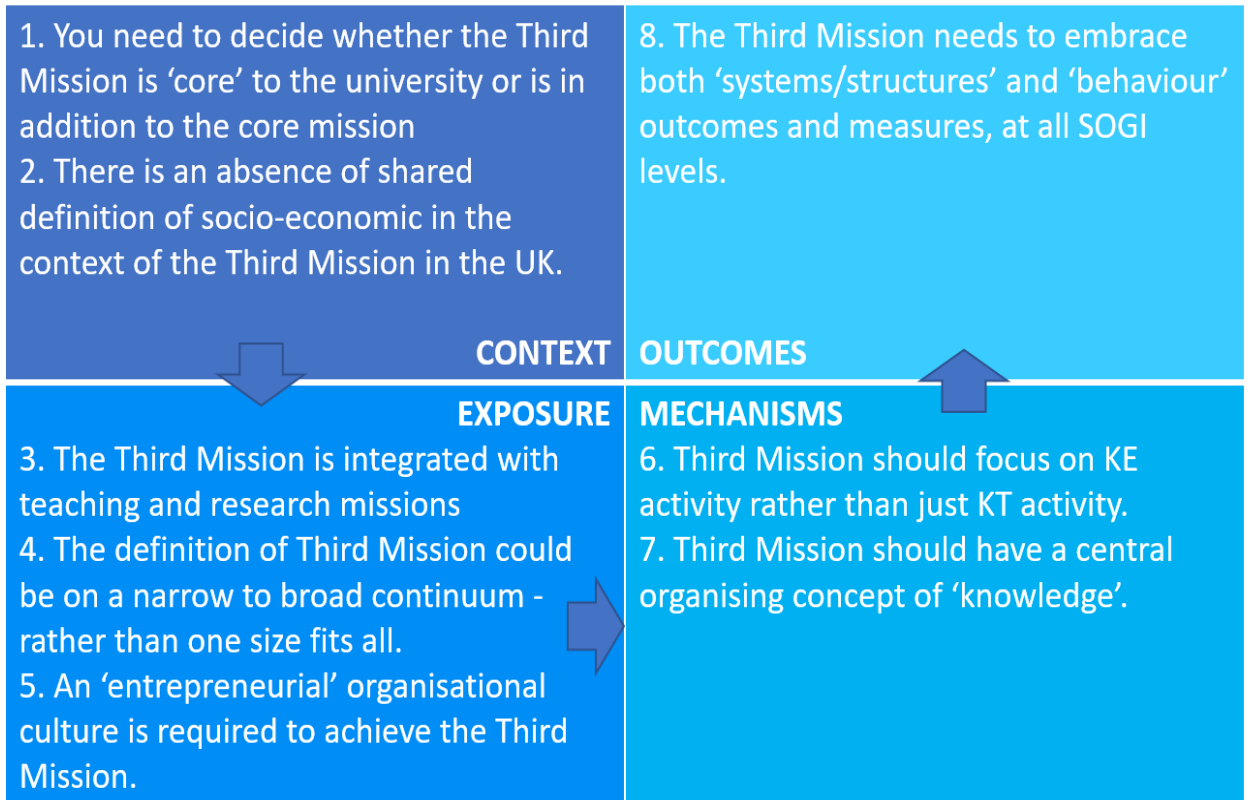 1. You need to decide whether the Third
Mission is ‘core’ to the university or is in
addition to the core mission
2. There is an absence of shared
definition of socio-economic in the
context of the Third Mission in the UK.
CONTEXT
EXPOSURE
3. The Third Mission is integrated with
teaching and research missions
4. The definition of Third Mission could
be on a narrow to broad continuum -
rather than one size fits all.
5. An ‘entrepreneurial’ organisational
culture is required to achieve the Third
Mission.
MECHANISMS
6. Third Mission should focus on KE
activity rather than just KT activity.
7. Third Mission should have a central
organising concept of ‘knowledge’.
8. The Third Mission needs to embrace
both ‘systems/structures’ and ‘behaviour’
outcomes and measures, at all SOGI
levels.
OUTCOMES